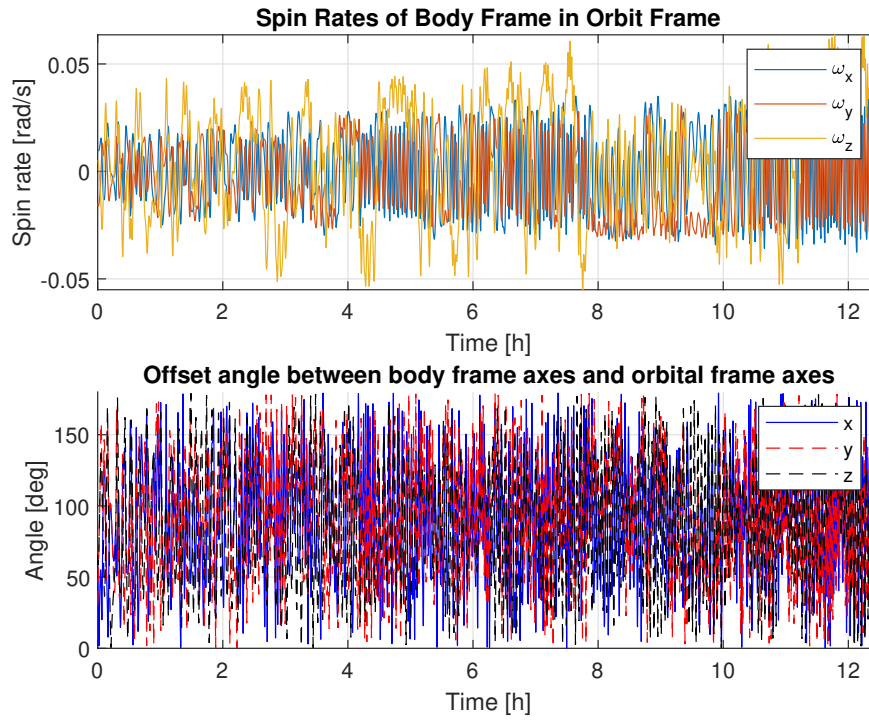 Spin Rates of Body Frame in Orbit Frame
Spin rate [rad/s]
0.05
0
-0.05
ωx
ωy
ωz
0 2 4 6 8 10 12
Time [h]
Offset angle between body frame axes and orbital frame axes
Angle [deg]
150
100
50
0
x
y
z
0 2 4 6 8 10 12
Time [h]